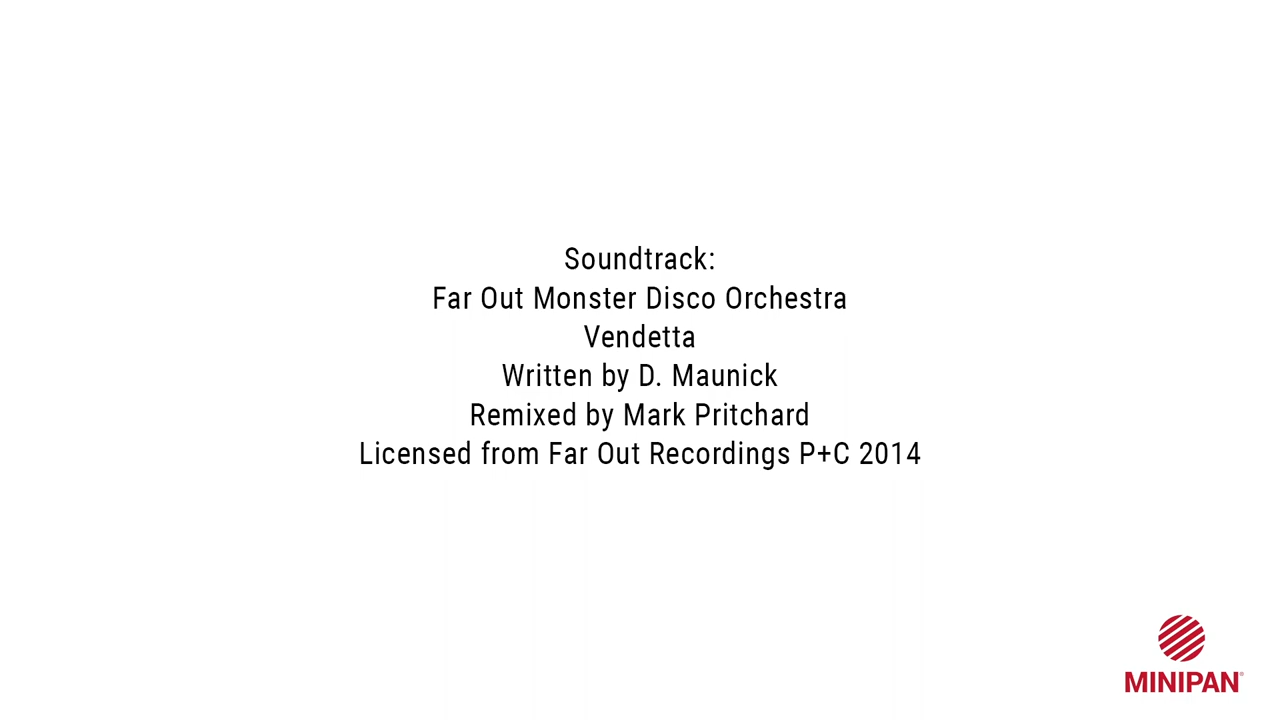 Soundtrack:
Far Out Monster Disco Orchestra
Vendetta
Written by D. Maunick
Remixed by Mark Pritchard
Licensed from Far Out Recordings P+C 2014
MINIPAN®